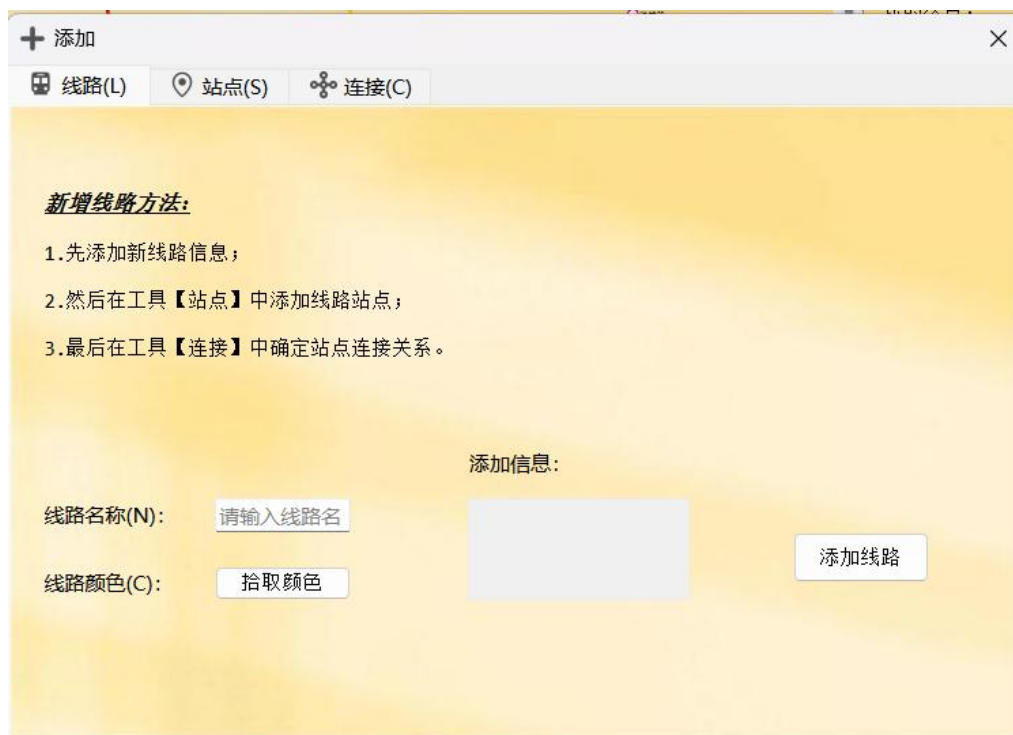 添加
线路(L) 站点(S) 连接(C)
新增线路方法:
1.先添加新线路信息;
2.然后在工具【站点】中添加线路站点;
3.最后在工具【连接】中确定站点连接关系。
添加信息:
线路名称(N): 请输入线路名
添加线路
线路颜色(C): 拾取颜色